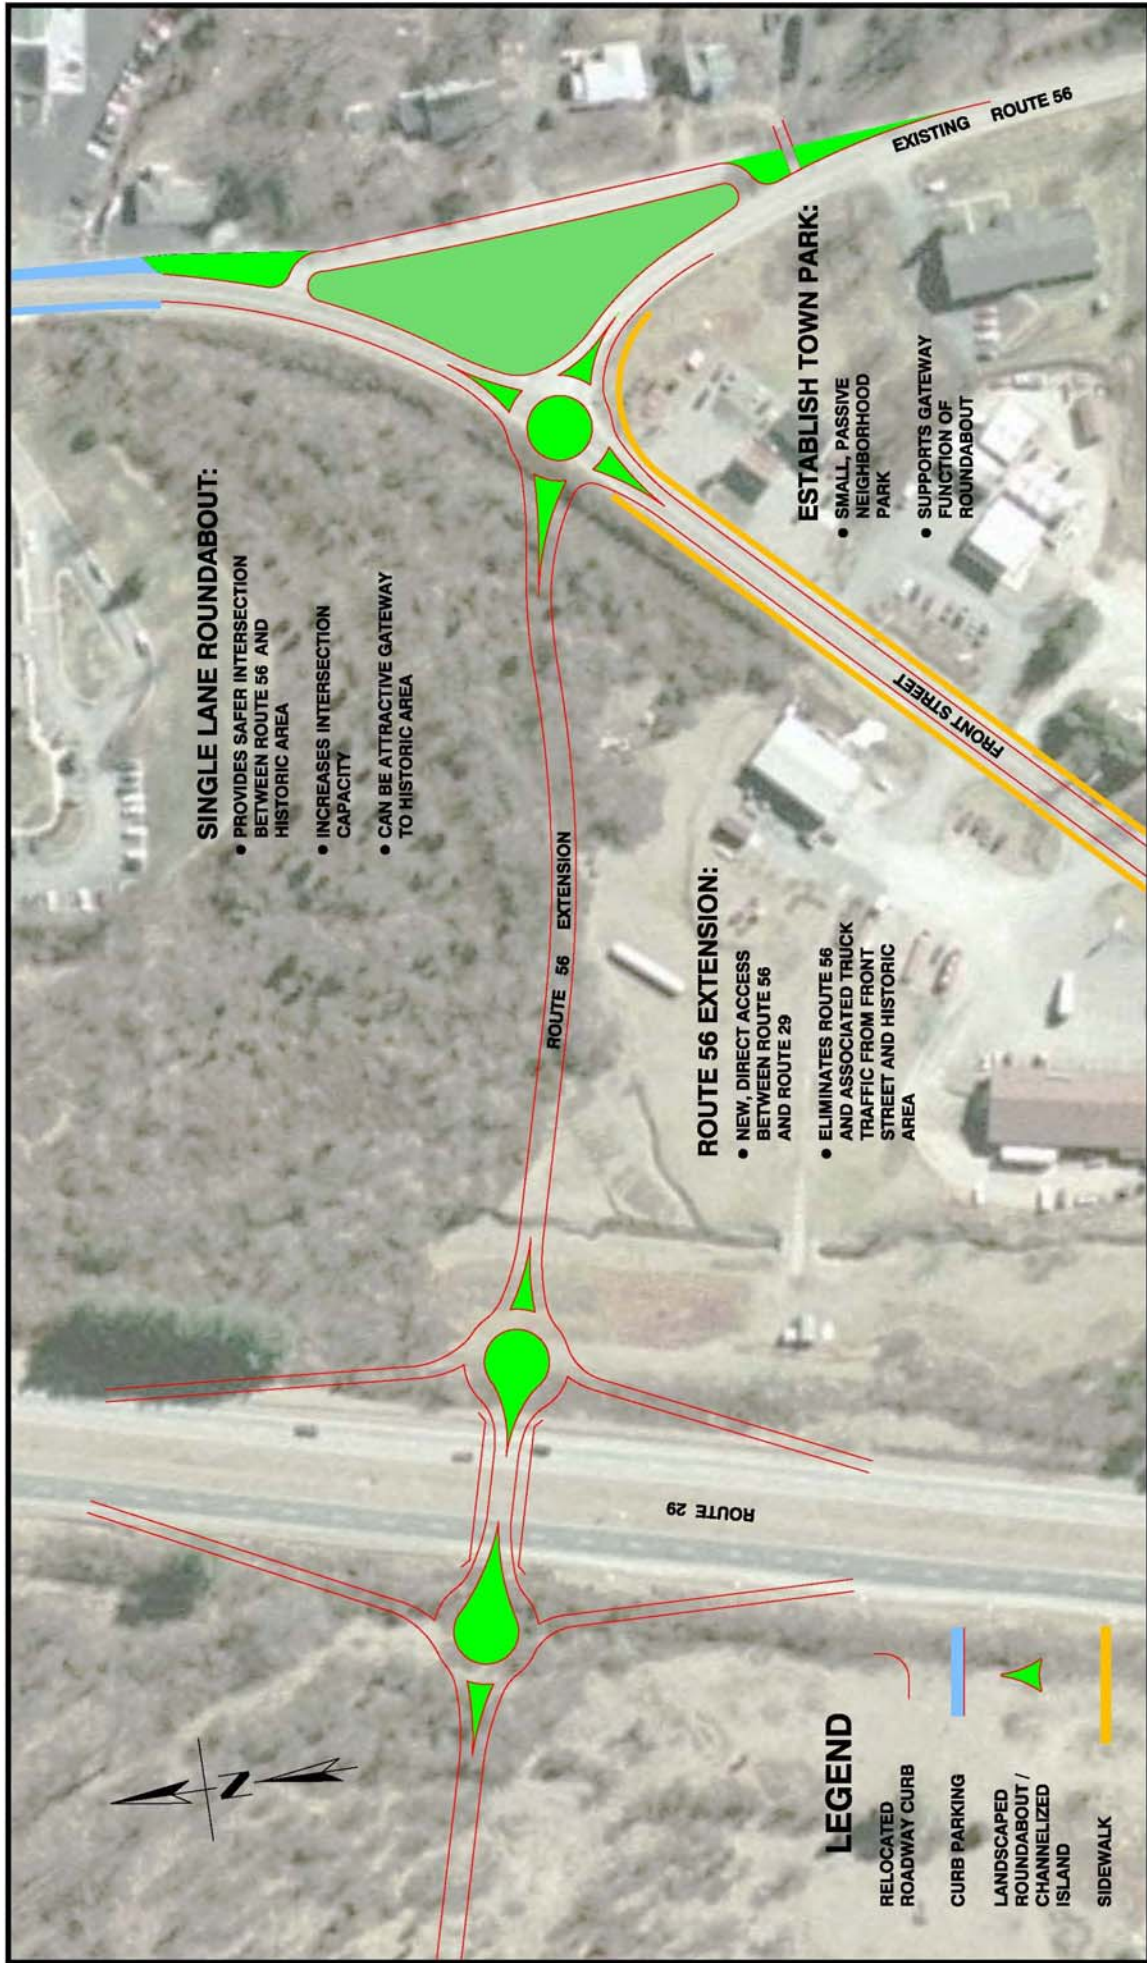 SINGLE LANE ROUNDABOUT:
● PROVIDES SAFER INTERSECTION
BETWEEN ROUTE 56 AND
HISTORIC AREA
● INCREASES INTERSECTION
CAPACITY
● CAN BE ATTRACTIVE GATEWAY
TO HISTORIC AREA
EXISTING ROUTE 56
ESTABLISH TOWN PARK:
● SMALL, PASSIVE
NEIGHBORHOOD
PARK
● SUPPORTS GATEWAY
FUNCTION OF
ROUNDABOUT
ROUTE 56 EXTENSION
FRONT STREET
ROUTE 56 EXTENSION:
● NEW, DIRECT ACCESS
BETWEEN ROUTE 56
AND ROUTE 29
● ELIMINATES ROUTE 56
AND ASSOCIATED TRUCK
TRAFFIC FROM FRONT
STREET AND HISTORIC
AREA
ROUTE 29
N
LEGEND
RELOCATED
ROADWAY CURB
CURB PARKING
LANDSCAPED
ROUNDABOUT /
CHANNELIZED
ISLAND
SIDEWALK